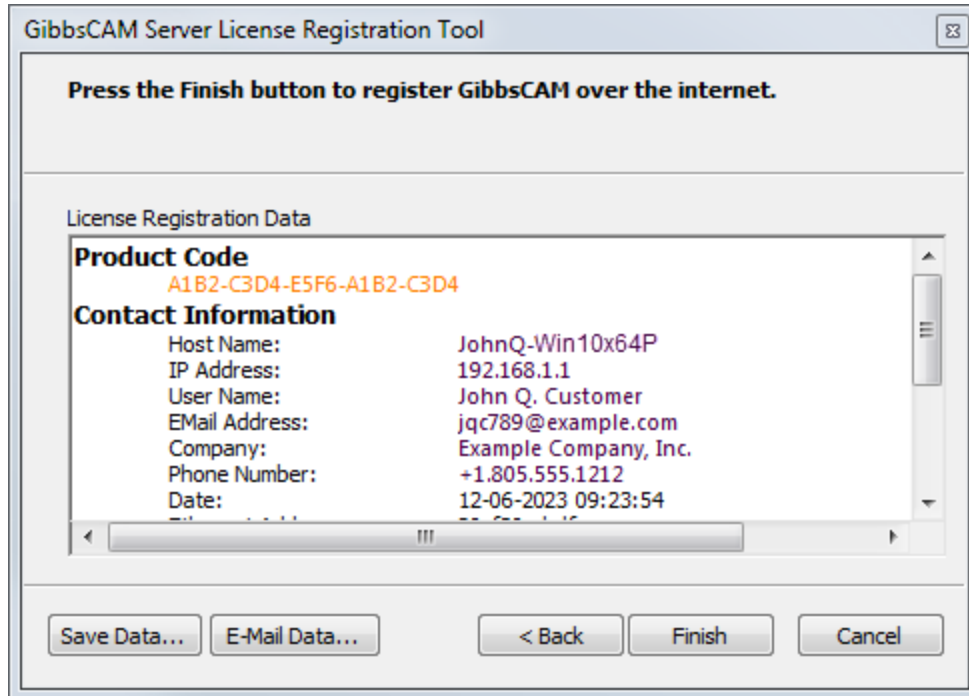 GibbsCAM Server License Registration Tool
Press the Finish button to register GibbsCAM over the internet.
License Registration Data
Product Code
A1B2-C3D4-E5F6-A1B2-C3D4
Contact Information
Host Name: JohnQ-Win10x64P
IP Address: 192.168.1.1
User Name: John Q. Customer
EMail Address: jqc789@example.com
Company: Example Company, Inc.
Phone Number: +1.805.555.1212
Date: 12-06-2023 09:23:54
Save Data... E-Mail Data... < Back Finish Cancel